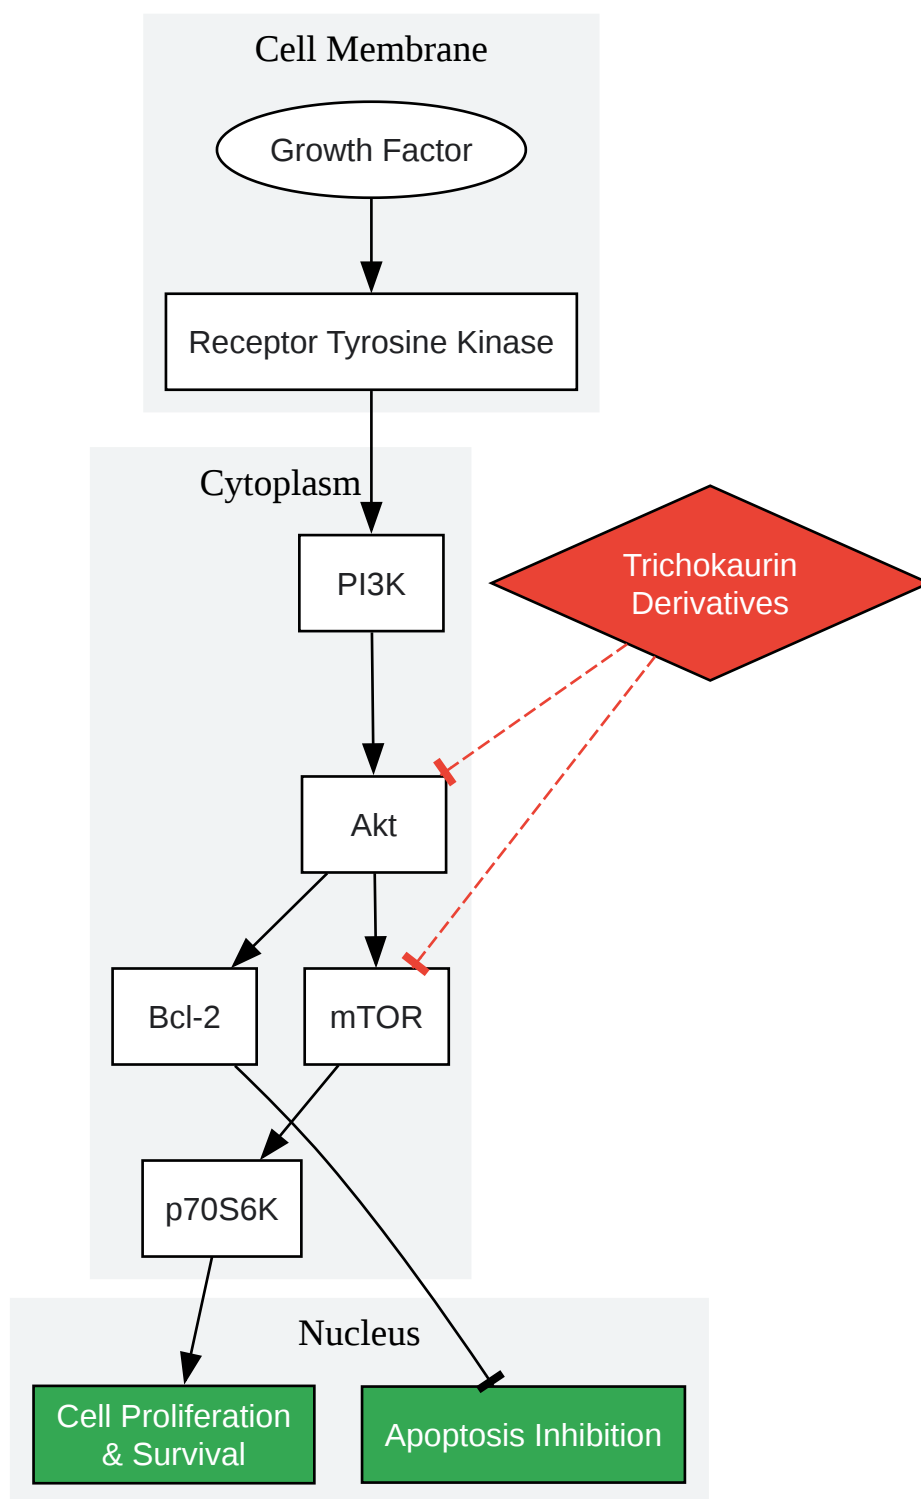 Cell Membrane
Growth Factor
Receptor Tyrosine Kinase
Cytoplasm
PI3K
Trichokaurin
Derivatives
Akt
Bcl-2
mTOR
p70S6K
Nucleus
Cell Proliferation
& Survival
Apoptosis Inhibition